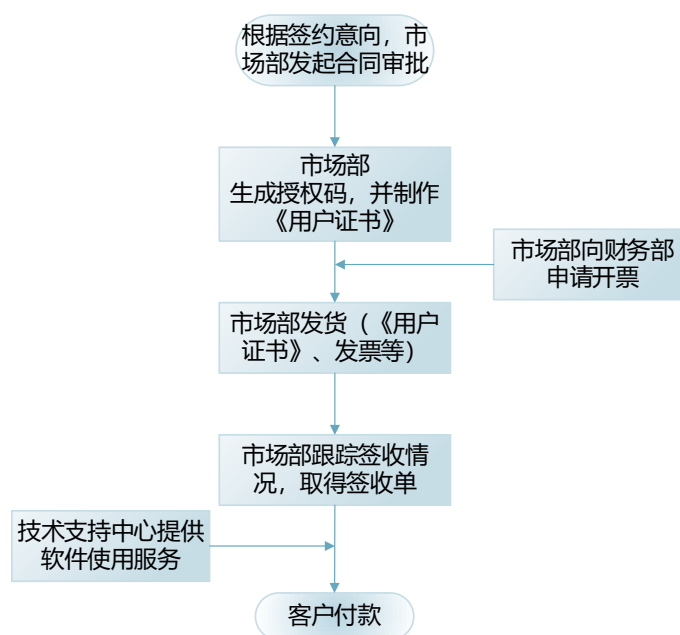 根据签约意向，市
场部发起合同审批
市场部
生成授权码，并制作
《用户证书》
市场部向财务部
申请开票
市场部发货（《用户
证书》、发票等）
市场部跟踪签收情
况，取得签收单
技术支持中心提供
软件使用服务
客户付款